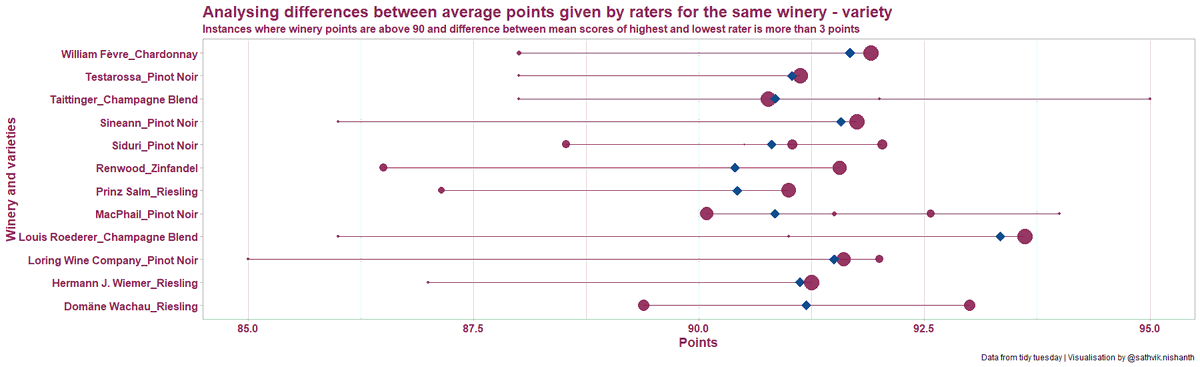 Analysing differences between average points given by raters for the same winery - variety
Instances where winery points are above 90 and difference between mean scores of highest and lowest rater is more than 3 points
Winery and varieties
William Fèvre_Chardonnay
Testarossa_Pinot Noir
Taittinger_Champagne Blend
Sineann_Pinot Noir
Siduri_Pinot Noir
Renwood_Zinfandel
Prinz Salm_Riesling
MacPhail_Pinot Noir
Louis Roederer_Champagne Blend
Loring Wine Company_Pinot Noir
Hermann J. Wiemer_Riesling
Domäne Wachau_Riesling
85.0 87.5 90.0 92.5 95.0
Points
Data from tidy tuesday | Visualisation by @sathvik.nishanth